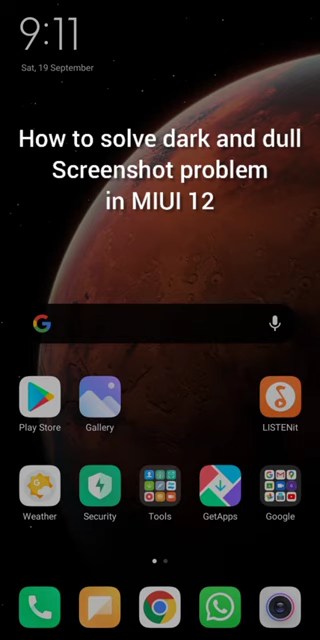 9:11
Sat, 19 September
How to solve dark and dull
Screenshot problem
in MIUI 12
Play Store
Gallery
LISTENit
Weather
Security
Tools
GetApps
Google